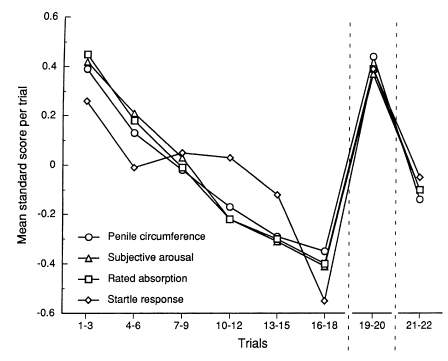 0.6
0.4
0.2
0
-0.2
-0.4
-0.6
Mean standard score per trial
Penile circumference
Subjective arousal
Rated absorption
Startle response
1-3 4-6 7-9 10-12 13-15 16-18 19-20 21-22
Trials